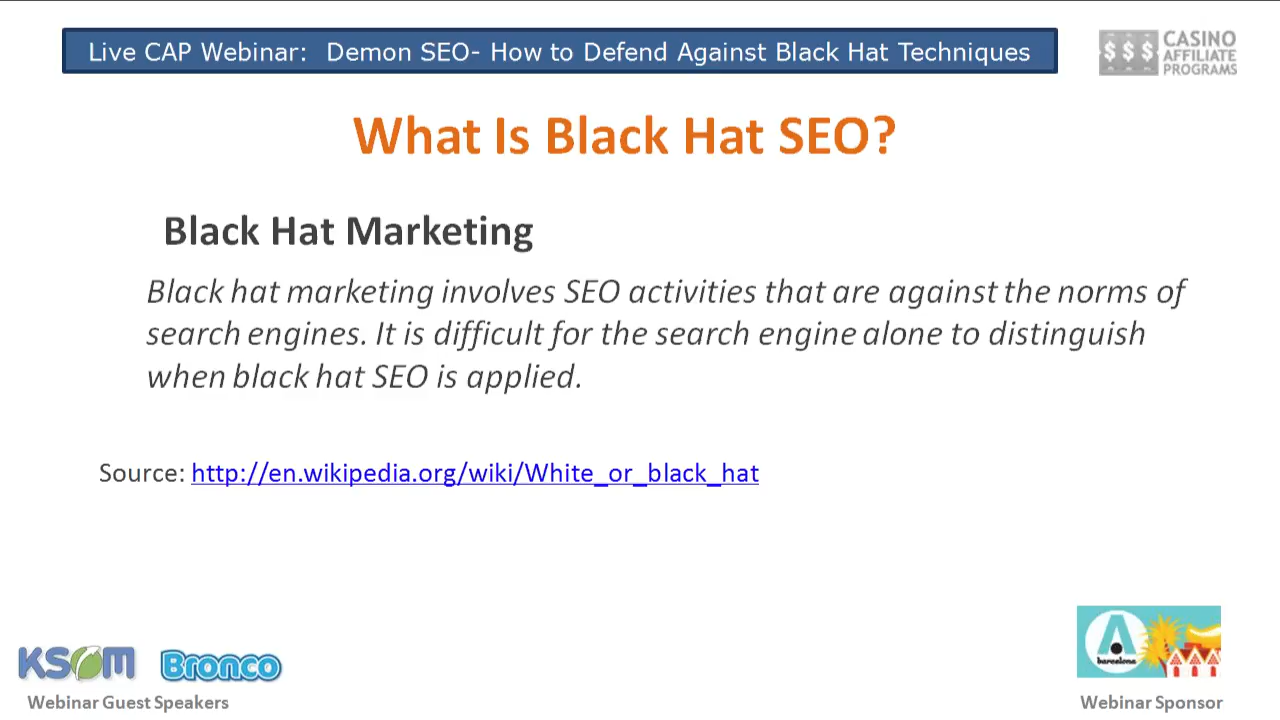 Live CAP Webinar: Demon SEO- How to Defend Against Black Hat Techniques
$ $ $ CASINO
AFFILIATE
PROGRAMS
What Is Black Hat SEO?
Black Hat Marketing
Black hat marketing involves SEO activities that are against the norms of
search engines. It is difficult for the search engine alone to distinguish
when black hat SEO is applied.
Source: http://en.wikipedia.org/wiki/White_or_black_hat
KSOM Bronco
Webinar Guest Speakers
A
barcelona
Webinar Sponsor